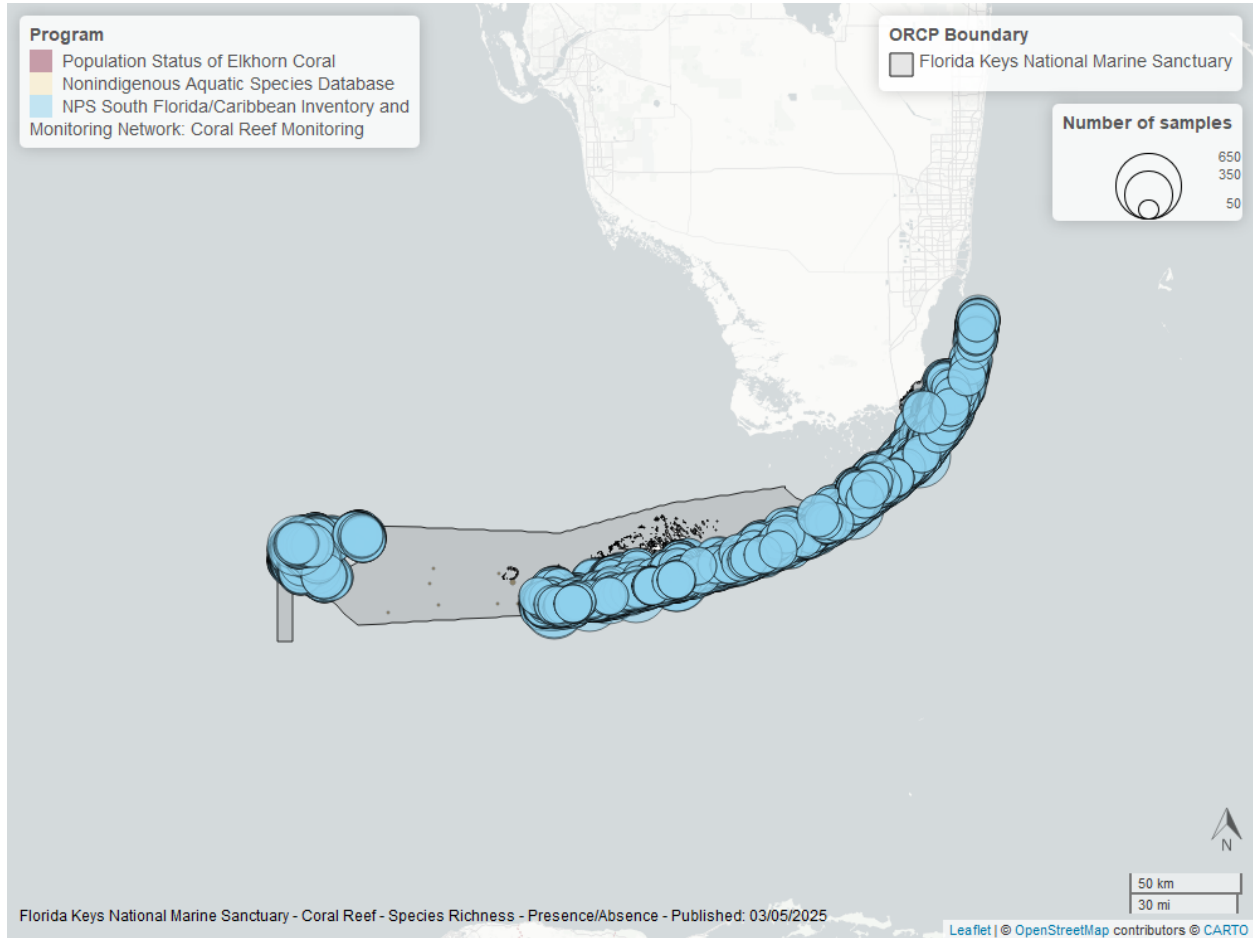 Program
Population Status of Elkhorn Coral
Nonindigenous Aquatic Species Database
NPS South Florida/Caribbean Inventory and
Monitoring Network: Coral Reef Monitoring
ORCP Boundary
Florida Keys National Marine Sanctuary
Number of samples
650
350
50
N
50 km
30 mi
Florida Keys National Marine Sanctuary - Coral Reef - Species Richness - Presence/Absence - Published: 03/05/2025
Leaflet | © OpenStreetMap contributors © CARTO